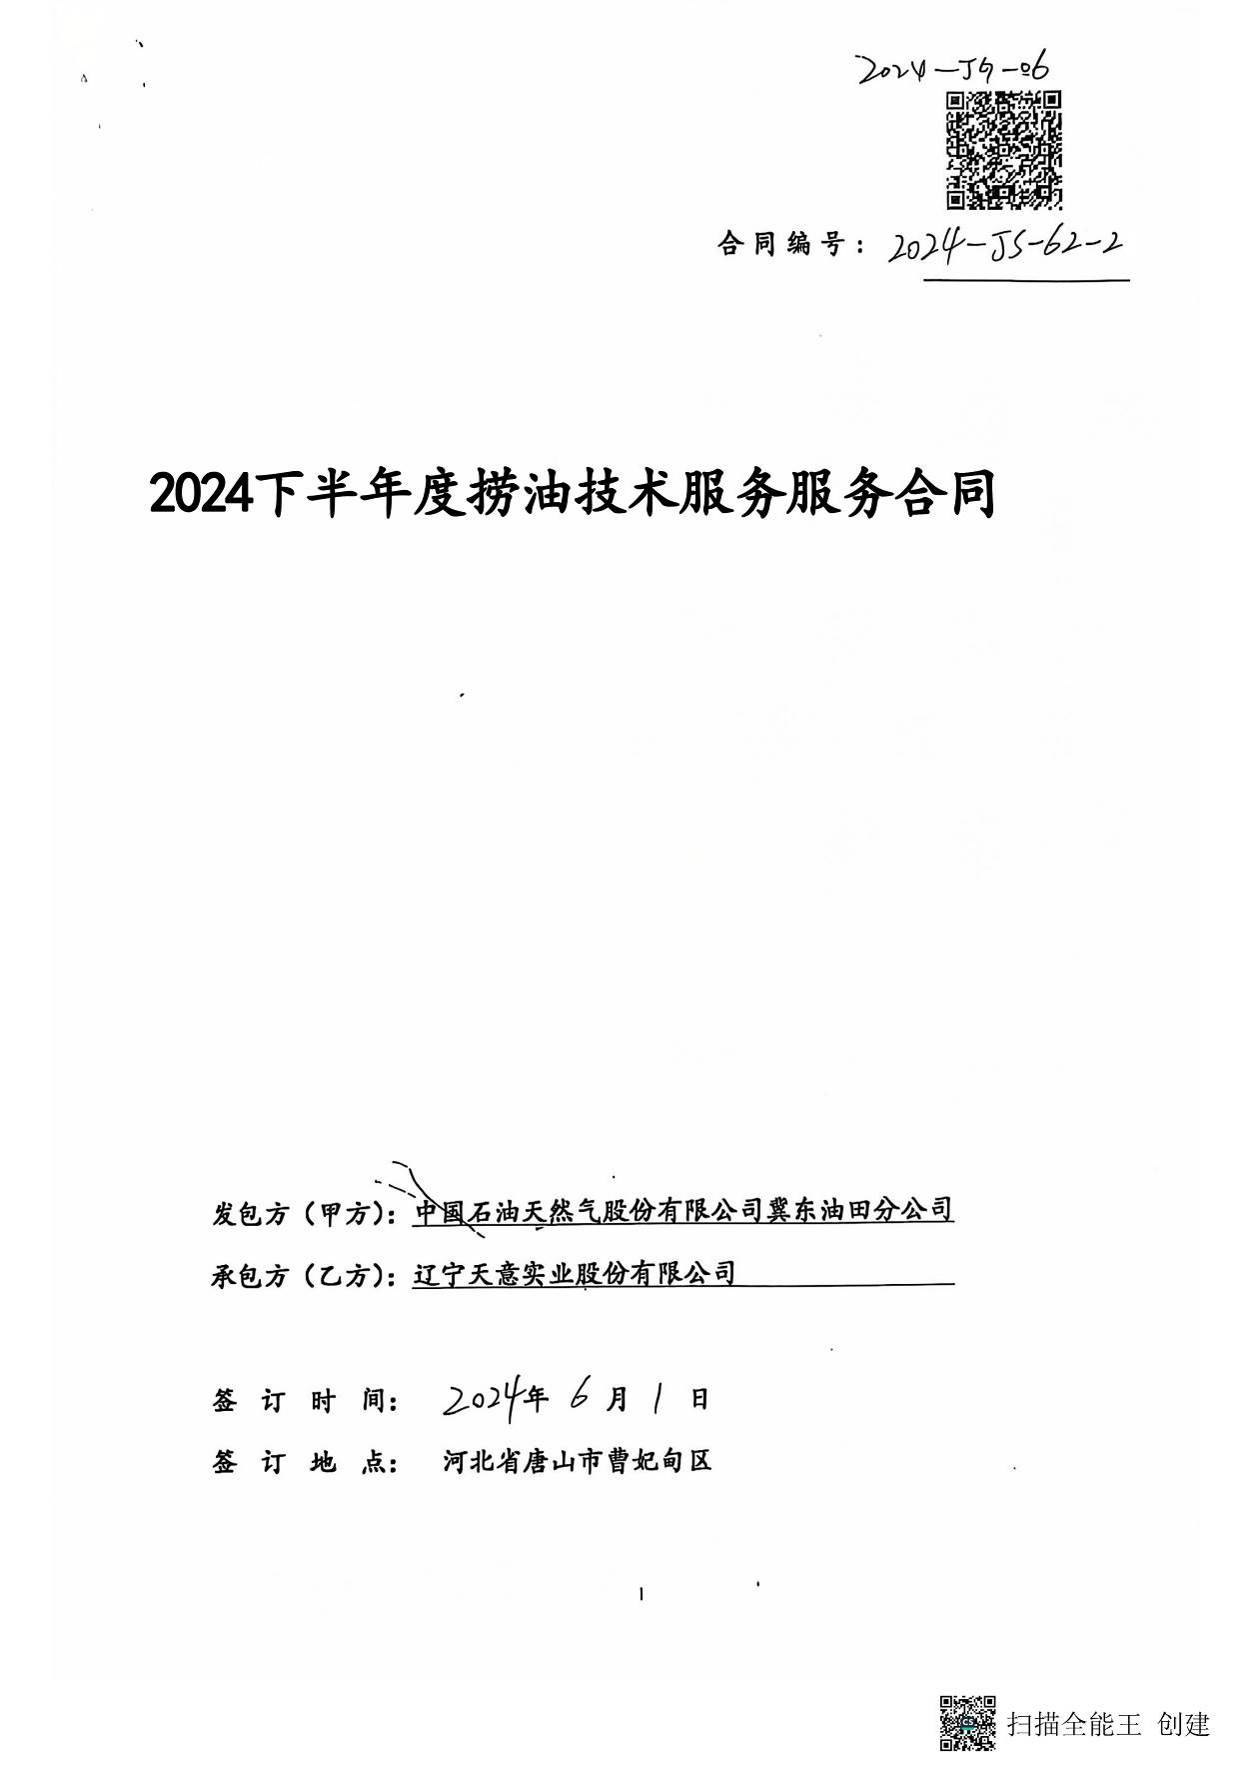 2024-JS-06
合同编号： 2024-JS-62-2
2024下半年度捞油技术服务服务合同
发包方（甲方）：中国石油天然气股份有限公司冀东油田分公司
承包方（乙方）：辽宁天意实业股份有限公司
签 订 时 间： 2024年 6 月 1 日
签 订 地 点： 河北省唐山市曹妃甸区
1
扫描全能王 创建